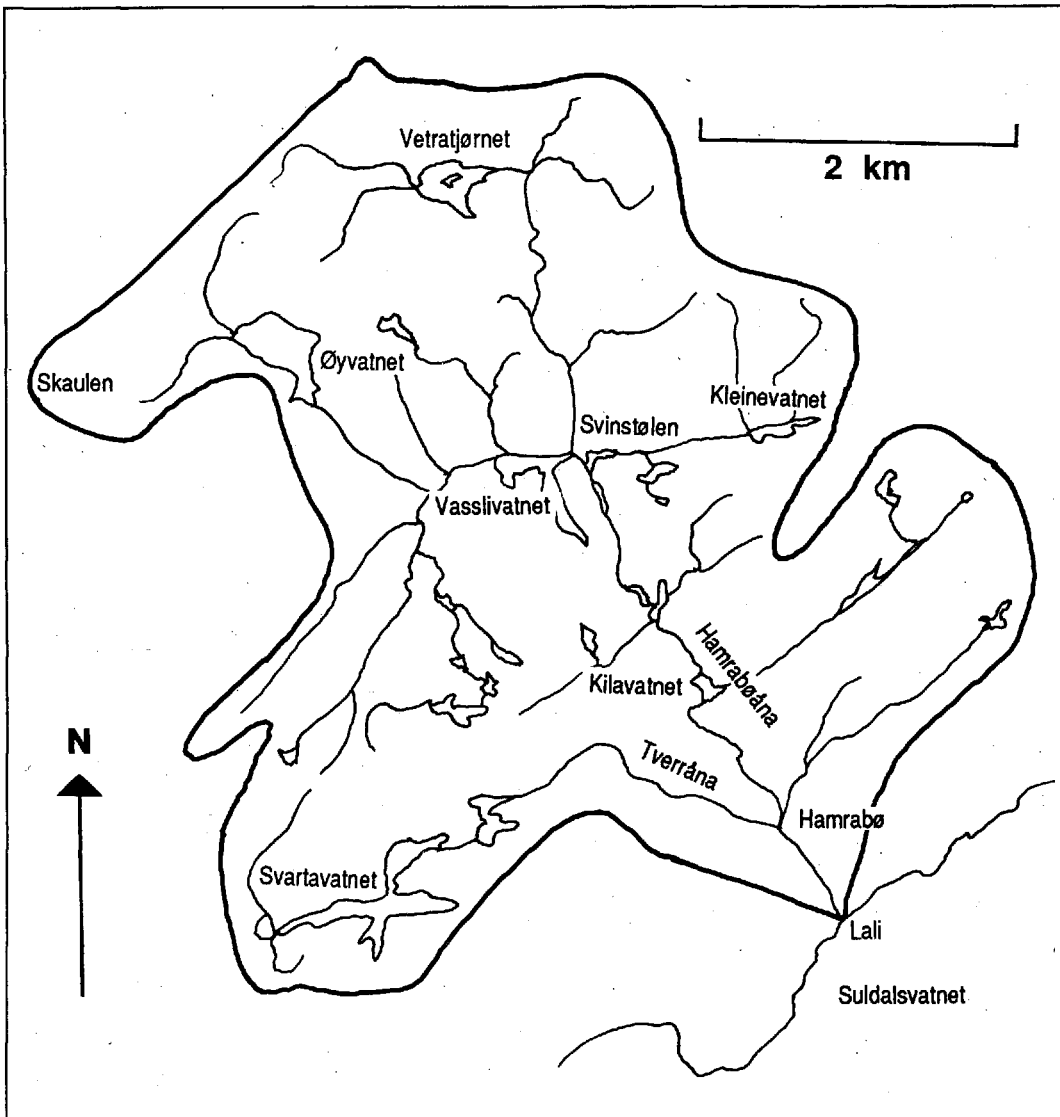 Vetratjørnet
2 km
Skaulen
Øyvatnet
Kleinevatnet
Svinstølen
Vasslivatnet
Hamrabøåna
Kilavatnet
N
Tverråna
Hamrabø
Svartavatnet
Lali
Suldalsvatnet